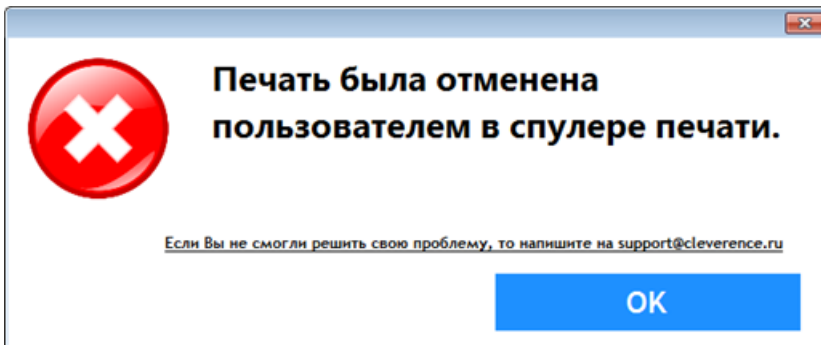 Печать была отменена
пользователем в спулере печати.
Если Вы не смогли решить свою проблему, то напишите на support@cleverence.ru
OK